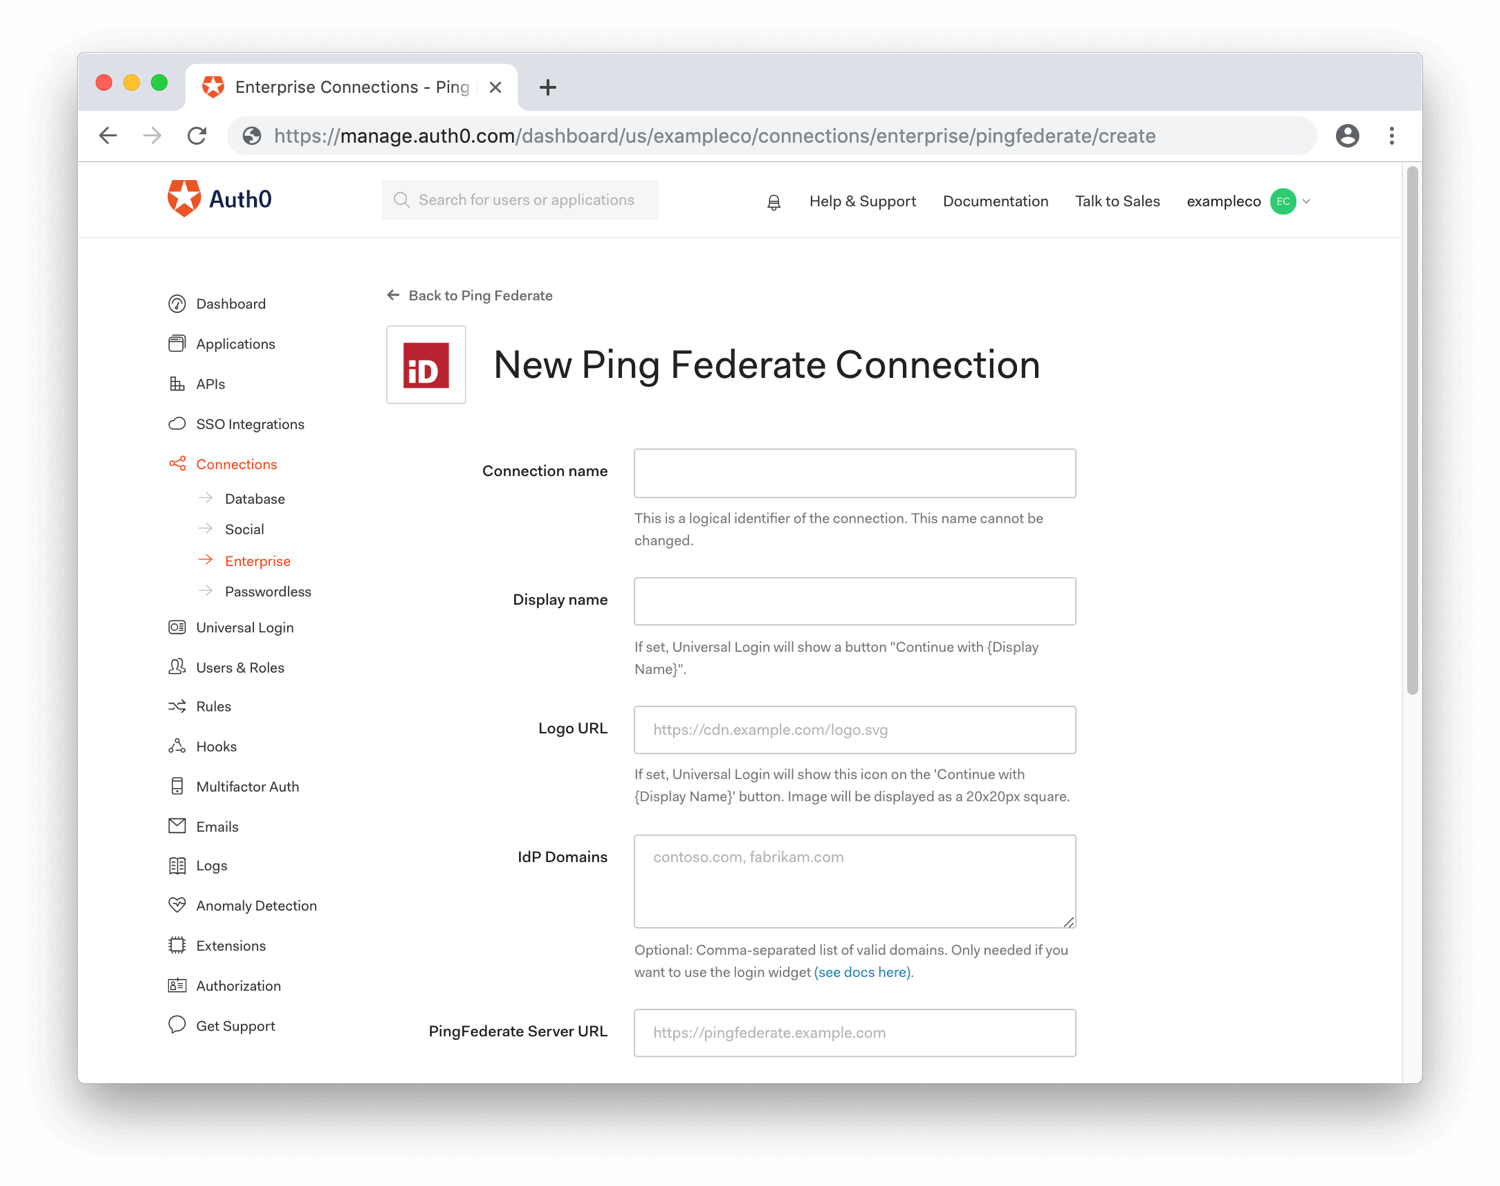 Enterprise Connections - Ping
https://manage.auth0.com/dashboard/us/exampleco/connections/enterprise/pingfederate/create
Auth0
Search for users or applications
Help & Support
Documentation
Talk to Sales
exampleco
EC
Dashboard
Applications
APIs
SSO Integrations
Connections
Database
Social
Enterprise
Passwordless
Universal Login
Users & Roles
Rules
Hooks
Multifactor Auth
Emails
Logs
Anomaly Detection
Extensions
Authorization
Get Support
Back to Ping Federate
iD
New Ping Federate Connection
Connection name
This is a logical identifier of the connection. This name cannot be
changed.
Display name
If set, Universal Login will show a button "Continue with {Display
Name}".
Logo URL
https://cdn.example.com/logo.svg
If set, Universal Login will show this icon on the 'Continue with
{Display Name}' button. Image will be displayed as a 20x20px square.
IdP Domains
contoso.com, fabrikam.com
Optional: Comma-separated list of valid domains. Only needed if you
want to use the login widget (see docs here).
PingFederate Server URL
https://pingfederate.example.com